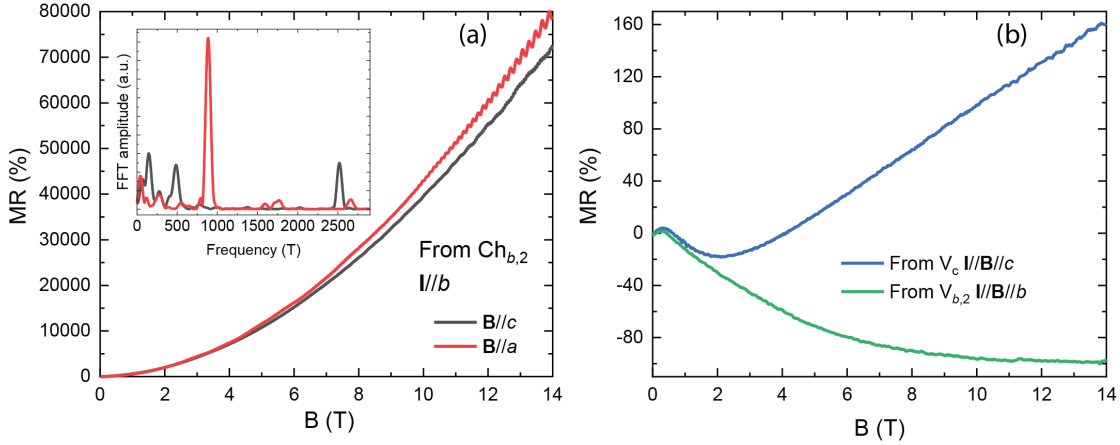 (a)
80000
70000
60000
50000
40000
30000
20000
10000
0
MR (%)
0 2 4 6 8 10 12 14
B (T)
FFT amplitude (a.u.)
0 500 1000 1500 2000 2500
Frequency (T)
From Ch_b,2
I//b
B//c
B//a
(b)
160
120
80
40
0
-40
-80
MR (%)
0 2 4 6 8 10 12 14
B (T)
From V_c I//B//c
From V_b,2 I//B//b